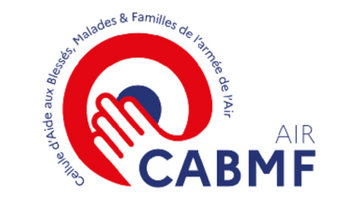 Cellule d'Aide aux Blessés, Malades & Familles de l'armée de l'Air
AIR
CABMF